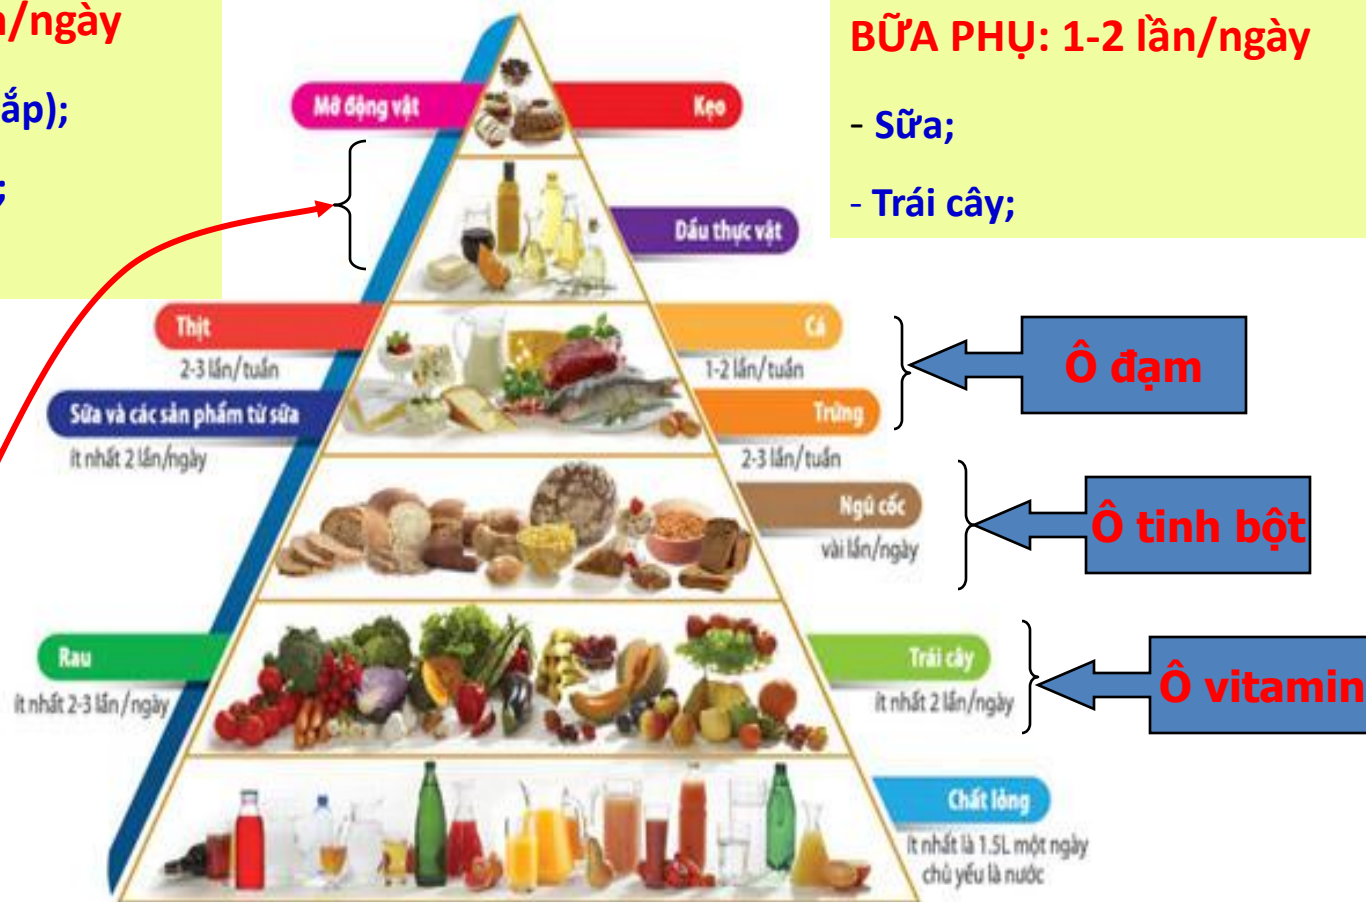 /ngày
ắp);
;
BỮA PHỤ: 1-2 lần/ngày
- Sữa;
- Trái cây;
Mỡ động vật
Kẹo
Dầu thực vật
Thịt
2-3 lần/tuần
Cá
1-2 lần/tuần
Sữa và các sản phẩm từ sữa
ít nhất 2 lần/ngày
Trứng
2-3 lần/tuần
Ngũ cốc
vài lần/ngày
Rau
ít nhất 2-3 lần/ngày
Trái cây
ít nhất 2 lần/ngày
Chất lỏng
ít nhất là 1.5L một ngày
chủ yếu là nước
Ô đạm
Ô tinh bột
Ô vitamin